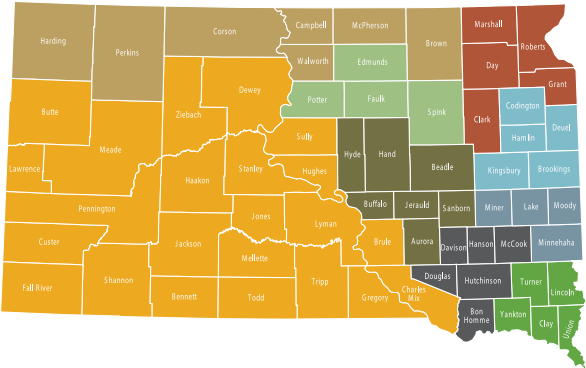 Harding
Perkins
Corson
Campbell
McPherson
Brown
Marshall
Roberts
Walworth
Edmunds
Day
Grant
Butte
Ziebach
Dewey
Potter
Faulk
Spink
Clark
Codington
Hamlin
Deuel
Meade
Sully
Hyde
Hand
Beadle
Kingsbury
Brookings
Lawrence
Haakon
Stanley
Hughes
Pennington
Jones
Lyman
Buffalo
Jerauld
Sanborn
Miner
Lake
Moody
Custer
Jackson
Mellette
Brule
Aurora
Davison
Hanson
McCook
Minnehaha
Fall River
Shannon
Bennett
Todd
Tripp
Gregory
Charles
Mix
Douglas
Hutchinson
Turner
Lincoln
Bon
Homme
Yankton
Clay
Union